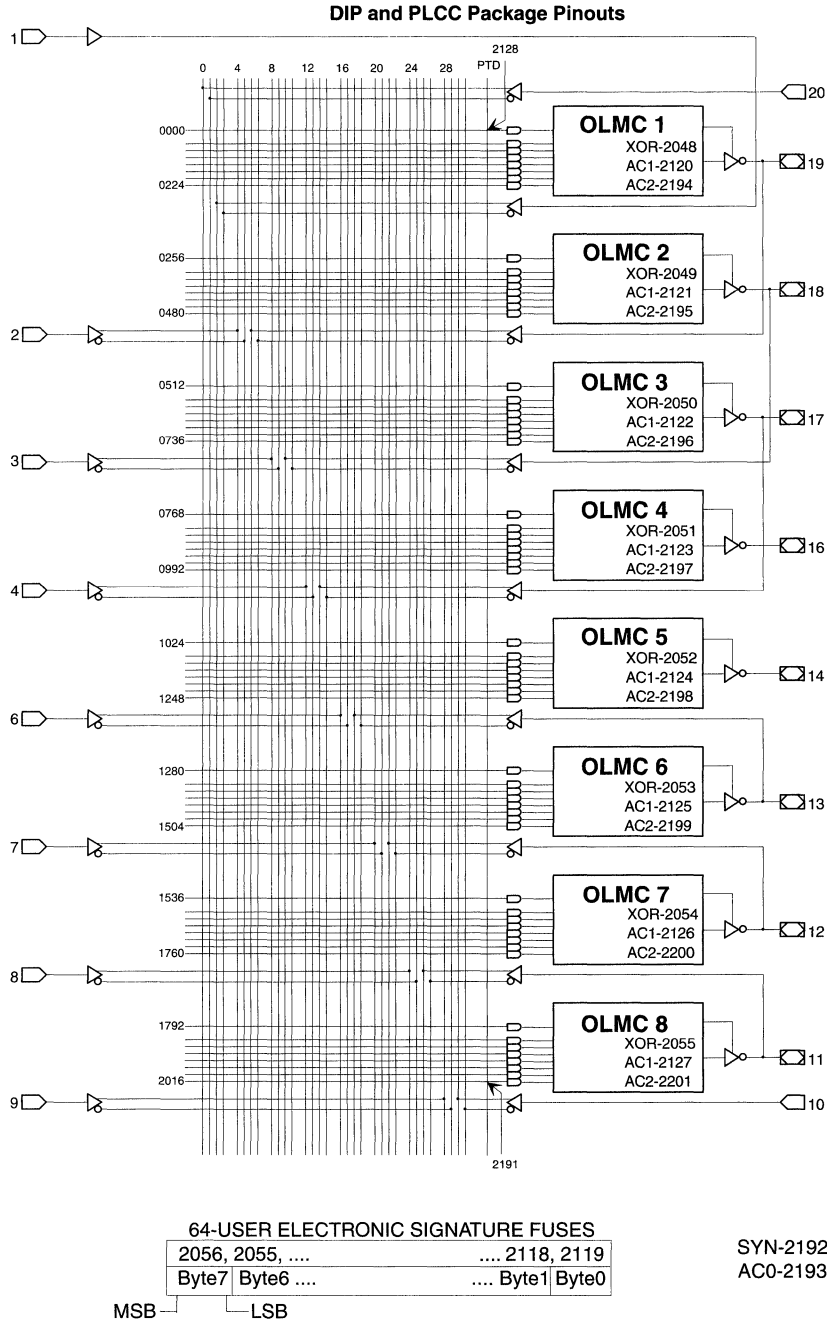 DIP and PLCC Package Pinouts
1
2128
0 4 8 12 16 20 24 28 PTD
20
0000
OLMC 1
XOR-2048
AC1-2120
19
0224
AC2-2194
0256
OLMC 2
XOR-2049
AC1-2121
18
0480
AC2-2195
2
0512
OLMC 3
XOR-2050
AC1-2122
17
0736
AC2-2196
3
0768
OLMC 4
XOR-2051
AC1-2123
16
0992
AC2-2197
4
1024
OLMC 5
XOR-2052
AC1-2124
14
1248
AC2-2198
6
1280
OLMC 6
XOR-2053
AC1-2125
13
1504
AC2-2199
7
1536
OLMC 7
XOR-2054
AC1-2126
12
1760
AC2-2200
8
1792
OLMC 8
XOR-2055
AC1-2127
11
2016
AC2-2201
9
10
2191
64-USER ELECTRONIC SIGNATURE FUSES
2056, 2055, .... .... 2118, 2119
Byte7 Byte6 .... .... Byte1 Byte0
MSB LSB
SYN-2192
AC0-2193